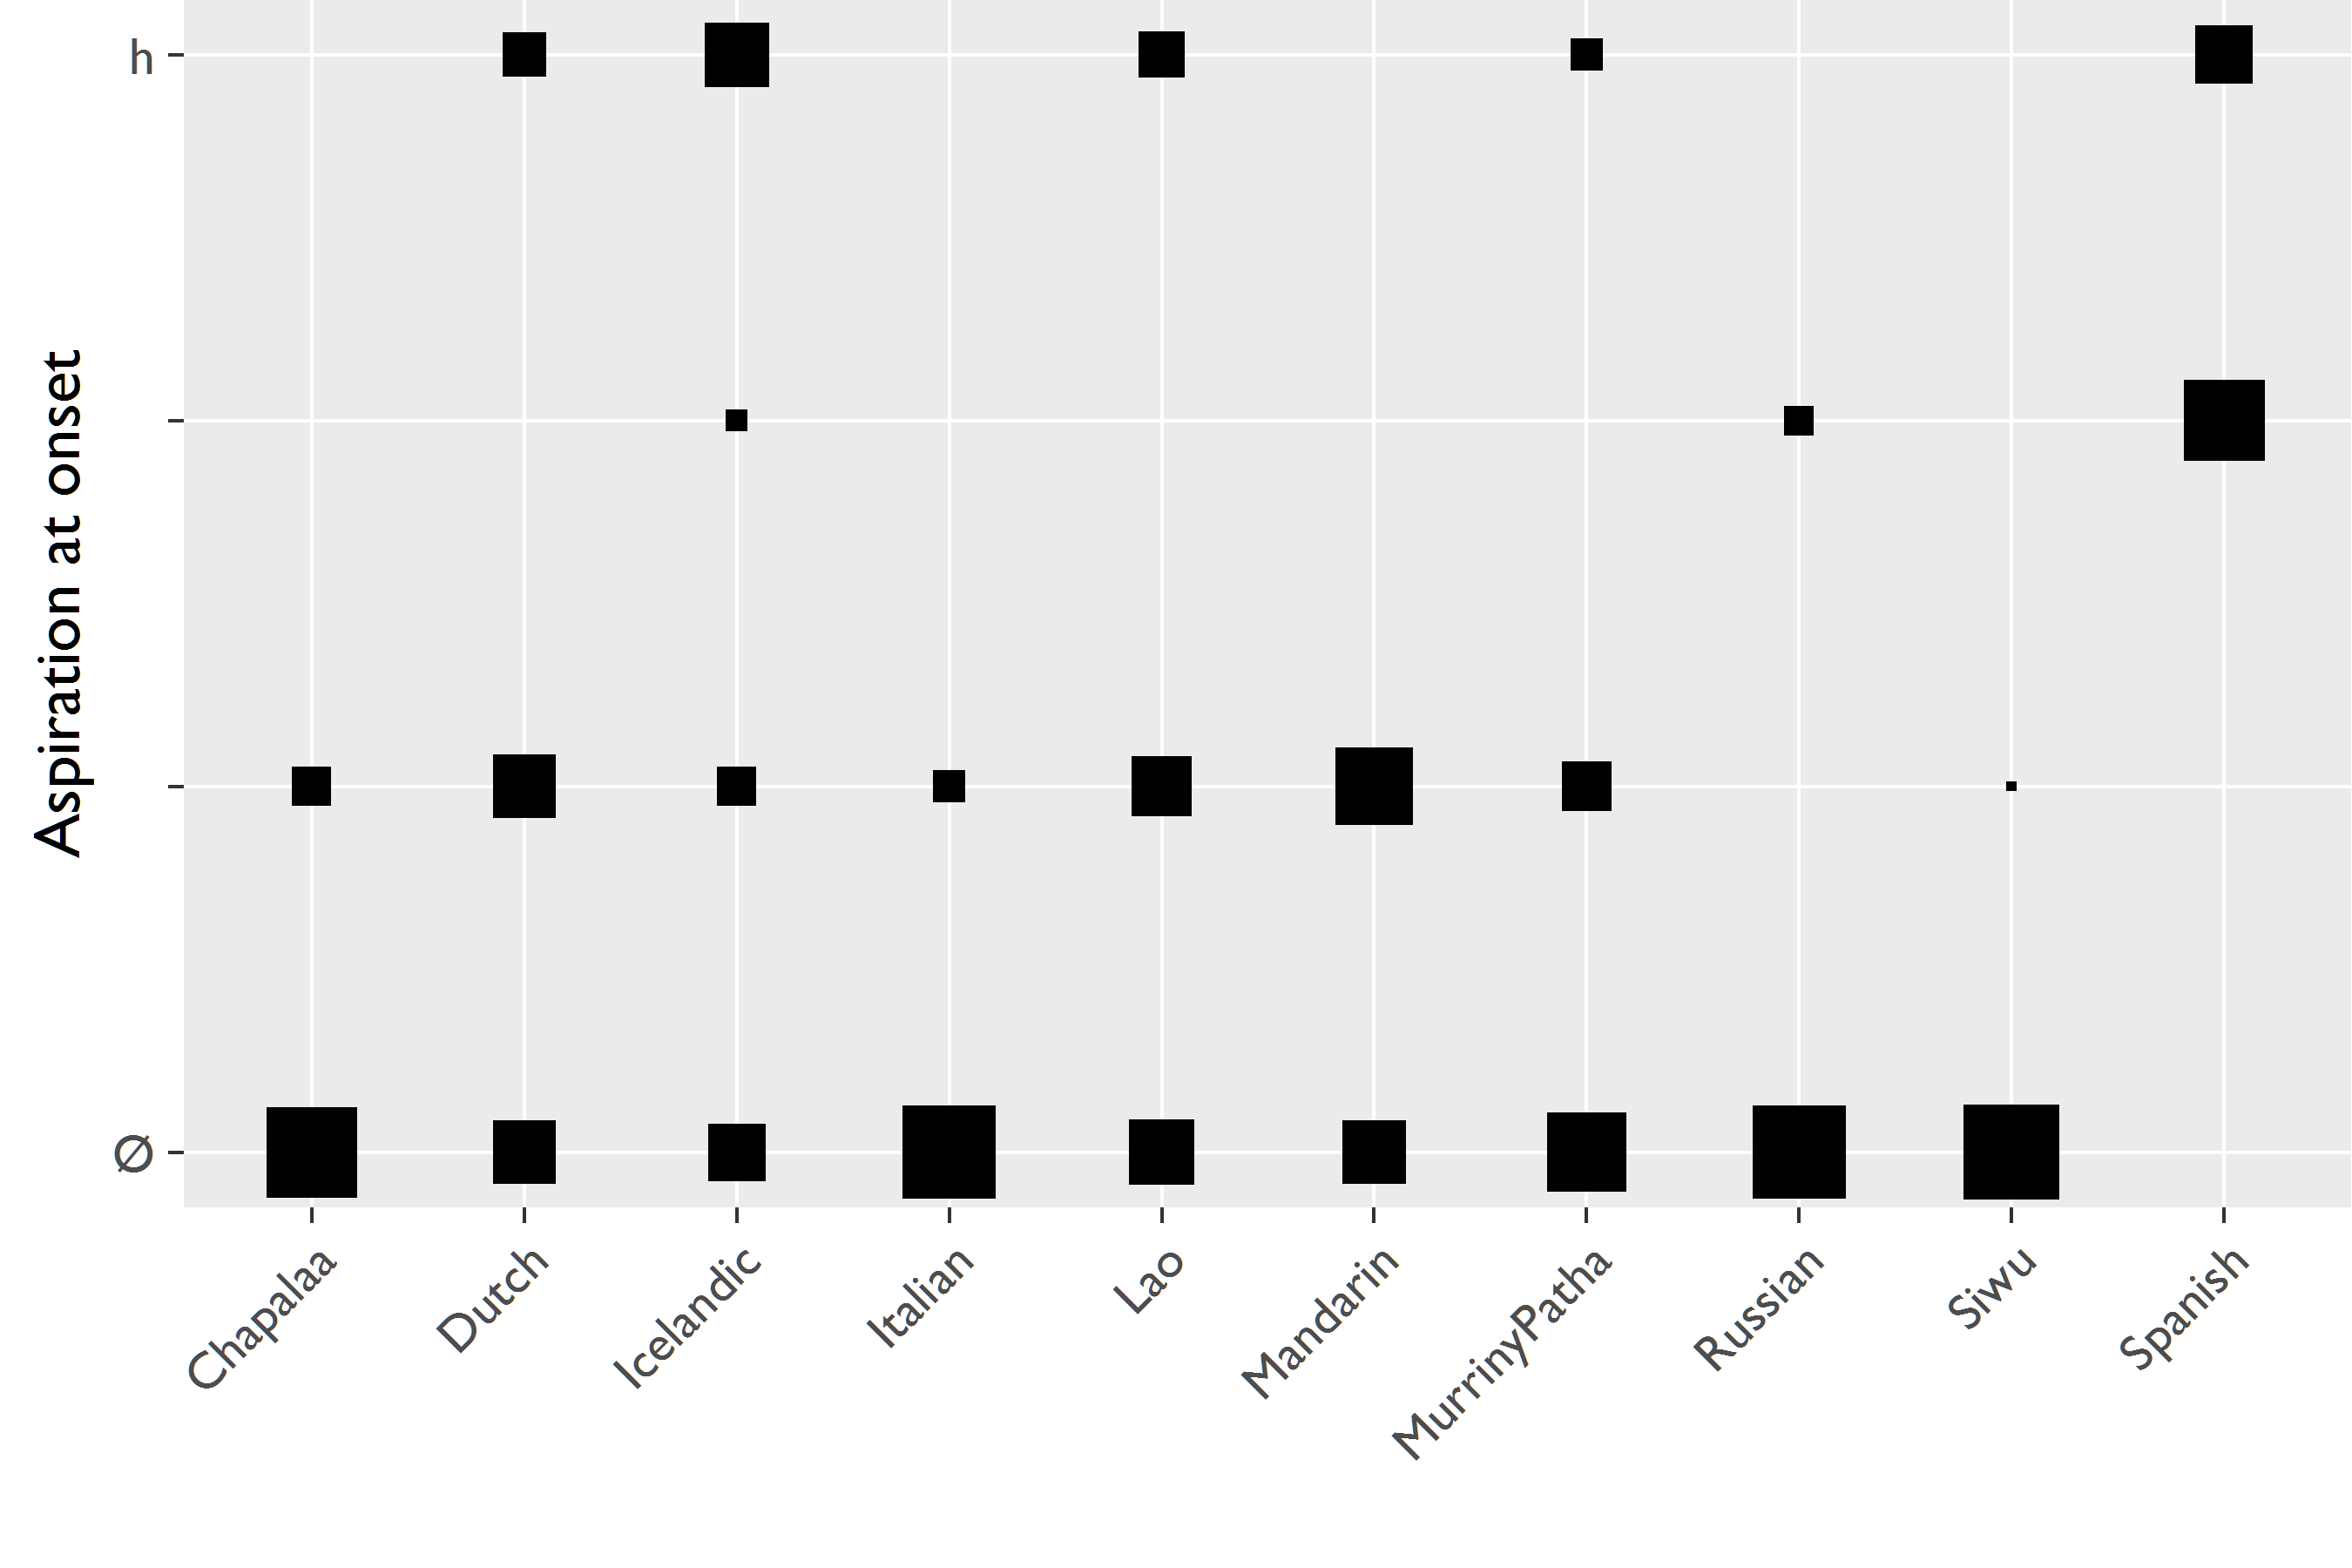 Aspiration at onset
h
Ø
Chapalaa
Dutch
Icelandic
Italian
Lao
Mandarin
MurrinyPatha
Russian
Siwu
Spanish